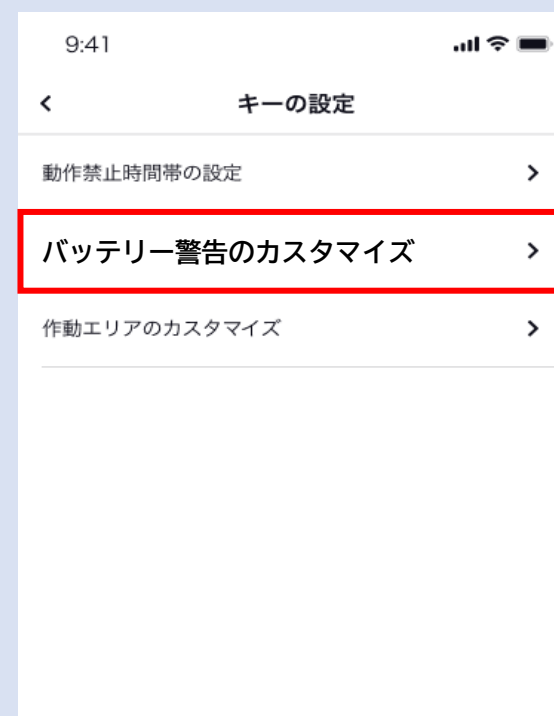 9:41
キーの設定
動作禁止時間帯の設定
バッテリー警告のカスタマイズ
作動エリアのカスタマイズ